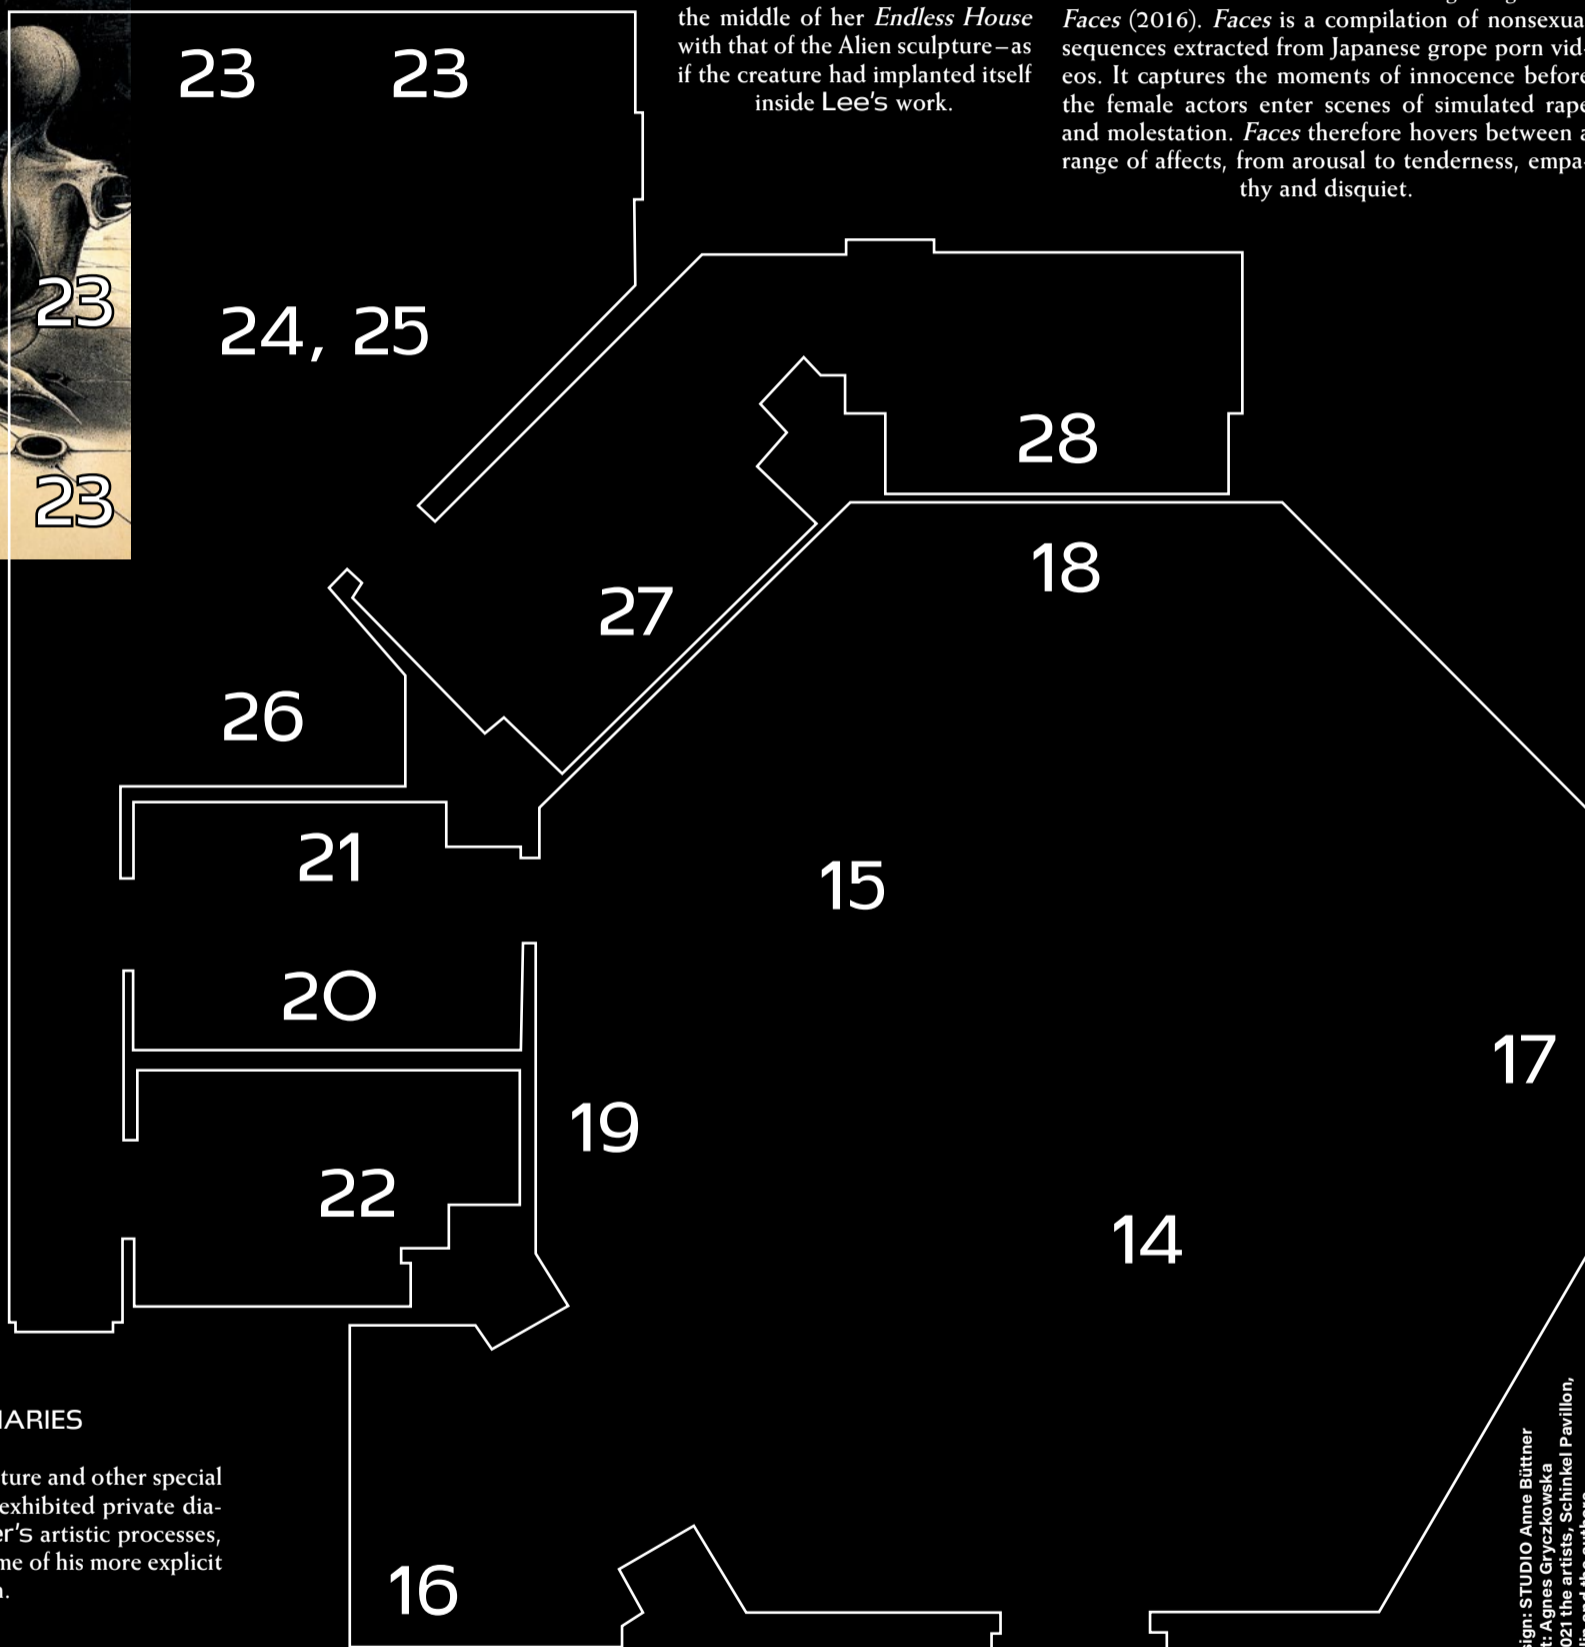 the middle of her Endless House
with that of the Alien sculpture–as
if the creature had implanted itself
inside Lee's work.
Faces (2016). Faces is a compilation of nonsexua
sequences extracted from Japanese grope porn vid-
eos. It captures the moments of innocence before
the female actors enter scenes of simulated rape
and molestation. Faces therefore hovers between a
range of affects, from arousal to tenderness, empa-
thy and disquiet.
23 23
23
24, 25
28
23
18
27
26
21
15
20
17
19
22
14
16
IARIES
ture and other special
exhibited private dia-
er's artistic processes,
me of his more explicit
sign: STUDIO Anne Büttner
t: Agnes Gryczkowska
021 the artists, Schinkel Pavillon,
and the authors